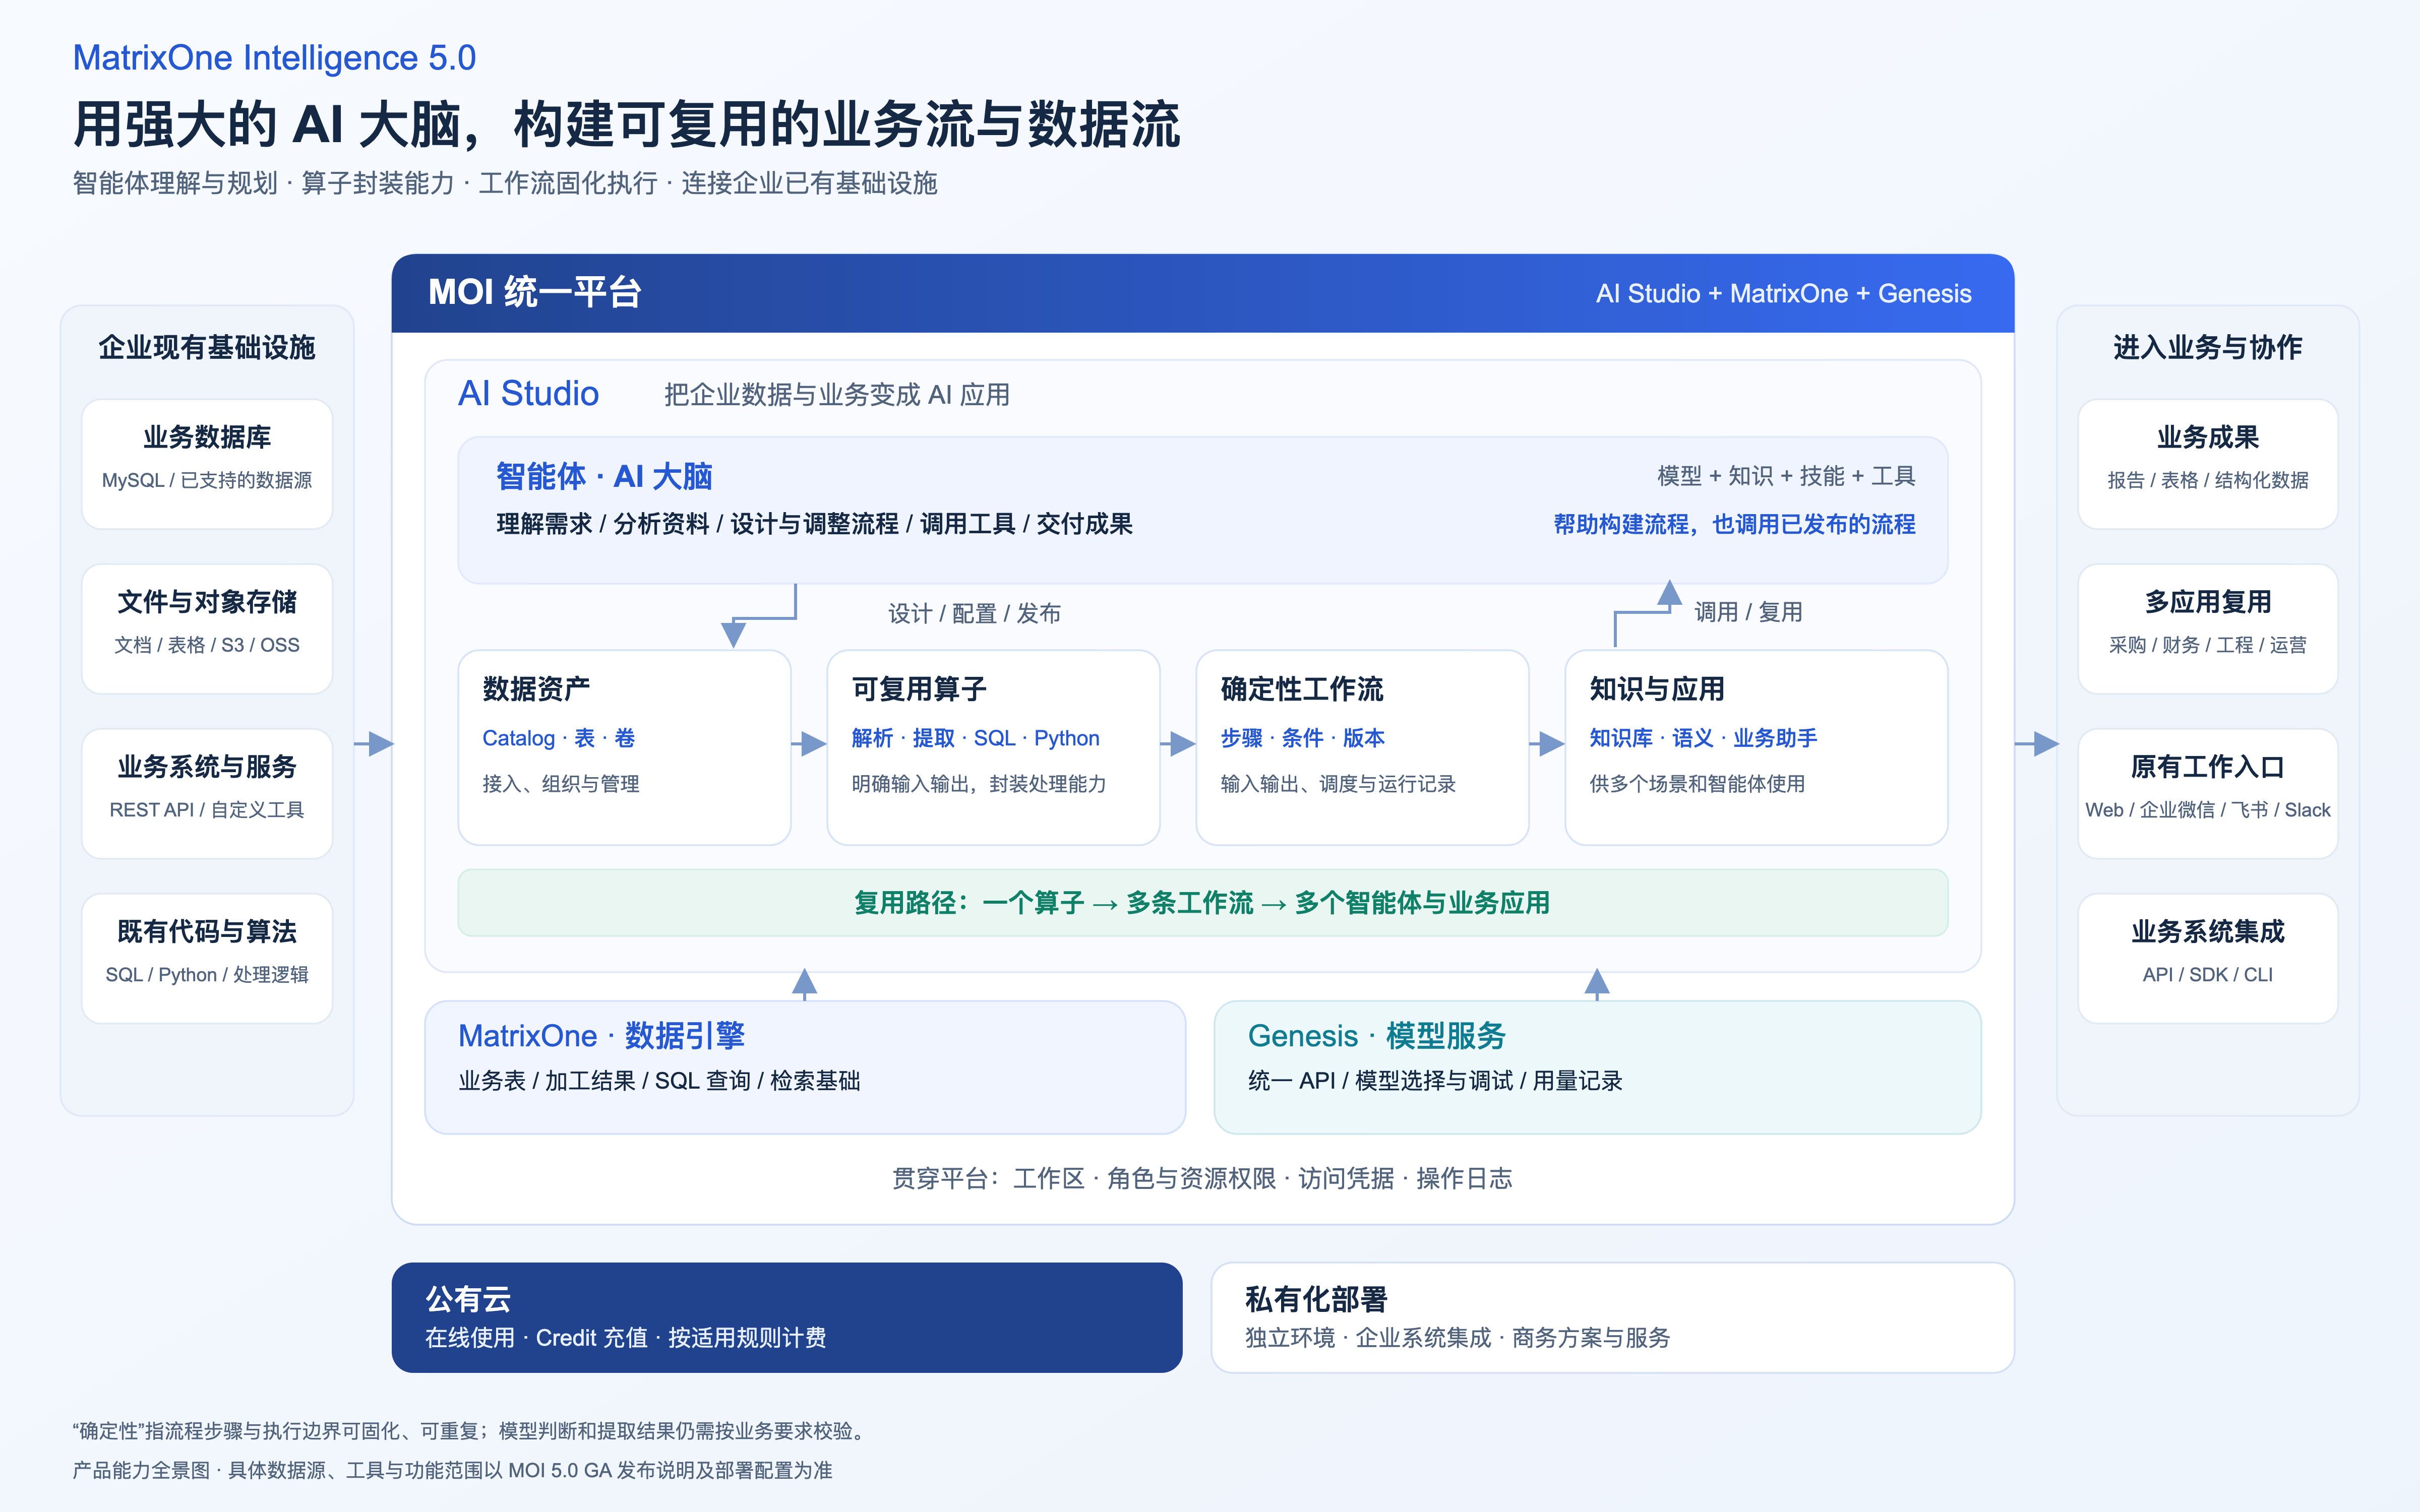 MatrixOne Intelligence 5.0
用强大的 AI 大脑，构建可复用的业务流与数据流
智能体理解与规划 · 算子封装能力 · 工作流固化执行 · 连接企业已有基础设施
企业现有基础设施
业务数据库
MySQL / 已支持的数据源
文件与对象存储
文档 / 表格 / S3 / OSS
业务系统与服务
REST API / 自定义工具
既有代码与算法
SQL / Python / 处理逻辑
MOI 统一平台
AI Studio + MatrixOne + Genesis
AI Studio
把企业数据与业务变成 AI 应用
智能体 · AI 大脑
模型 + 知识 + 技能 + 工具
理解需求 / 分析资料 / 设计与调整流程 / 调用工具 / 交付成果
帮助构建流程，也调用已发布的流程
设计 / 配置 / 发布
调用 / 复用
数据资产
Catalog · 表 · 卷
接入、组织与管理
可复用算子
解析 · 提取 · SQL · Python
明确输入输出，封装处理能力
确定性工作流
步骤 · 条件 · 版本
输入输出、调度与运行记录
知识与应用
知识库 · 语义 · 业务助手
供多个场景和智能体使用
复用路径：一个算子 → 多条工作流 → 多个智能体与业务应用
MatrixOne · 数据引擎
业务表 / 加工结果 / SQL 查询 / 检索基础
Genesis · 模型服务
统一 API / 模型选择与调试 / 用量记录
贯穿平台：工作区 · 角色与资源权限 · 访问凭据 · 操作日志
进入业务与协作
业务成果
报告 / 表格 / 结构化数据
多应用复用
采购 / 财务 / 工程 / 运营
原有工作入口
Web / 企业微信 / 飞书 / Slack
业务系统集成
API / SDK / CLI
公有云
在线使用 · Credit 充值 · 按适用规则计费
私有化部署
独立环境 · 企业系统集成 · 商务方案与服务
“确定性”指流程步骤与执行边界可固化、可重复；模型判断和提取结果仍需按业务要求校验。
产品能力全景图 · 具体数据源、工具与功能范围以 MOI 5.0 GA 发布说明及部署配置为准